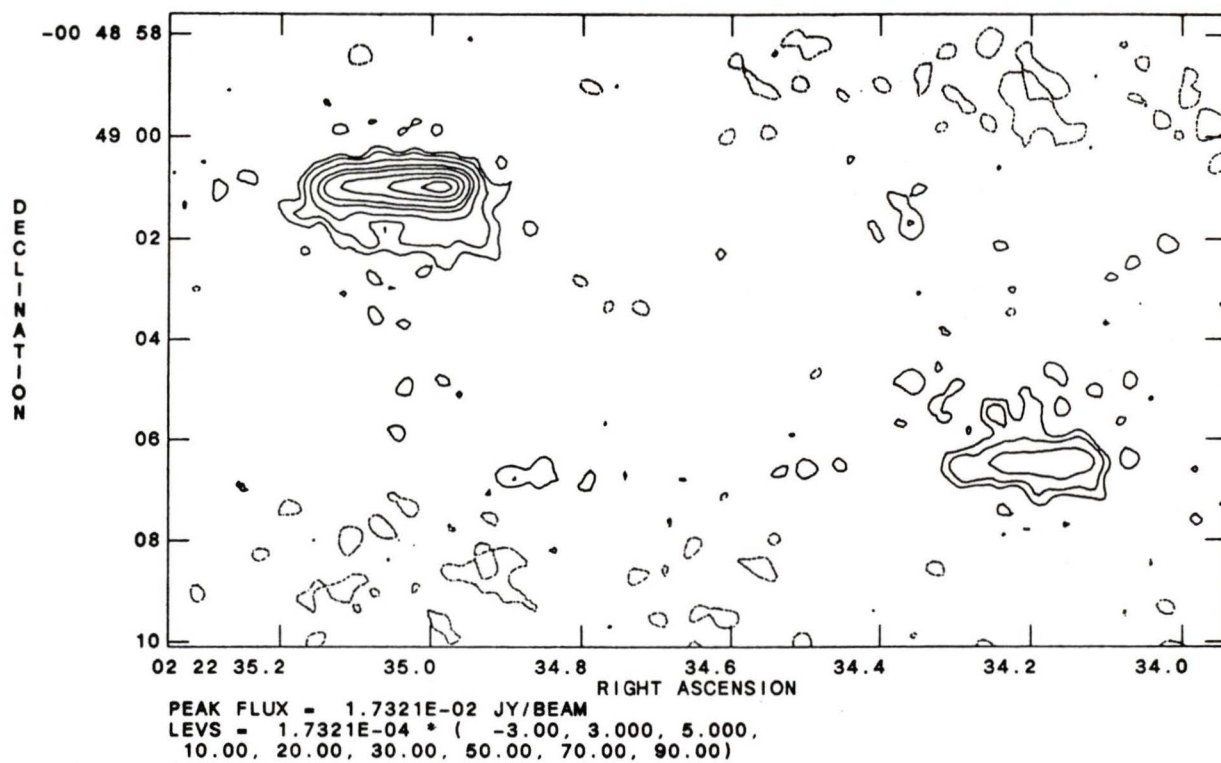 -00 48 58
49 00
02
04
06
08
10
DECLINATION
02 22 35.2 35.0 34.8 34.6 34.4 34.2 34.0
RIGHT ASCENSION
PEAK FLUX = 1.7321E-02 JY/BEAM
LEVS = 1.7321E-04 * ( -3.00, 3.000, 5.000,
10.00, 20.00, 30.00, 50.00, 70.00, 90.00)